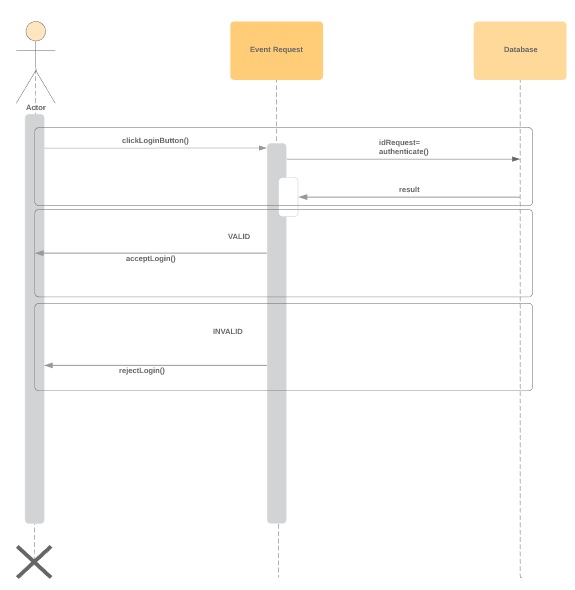 Event Request
Database
Actor
clickLoginButton()
idRequest=
authenticate()
result
VALID
acceptLogin()
INVALID
rejectLogin()